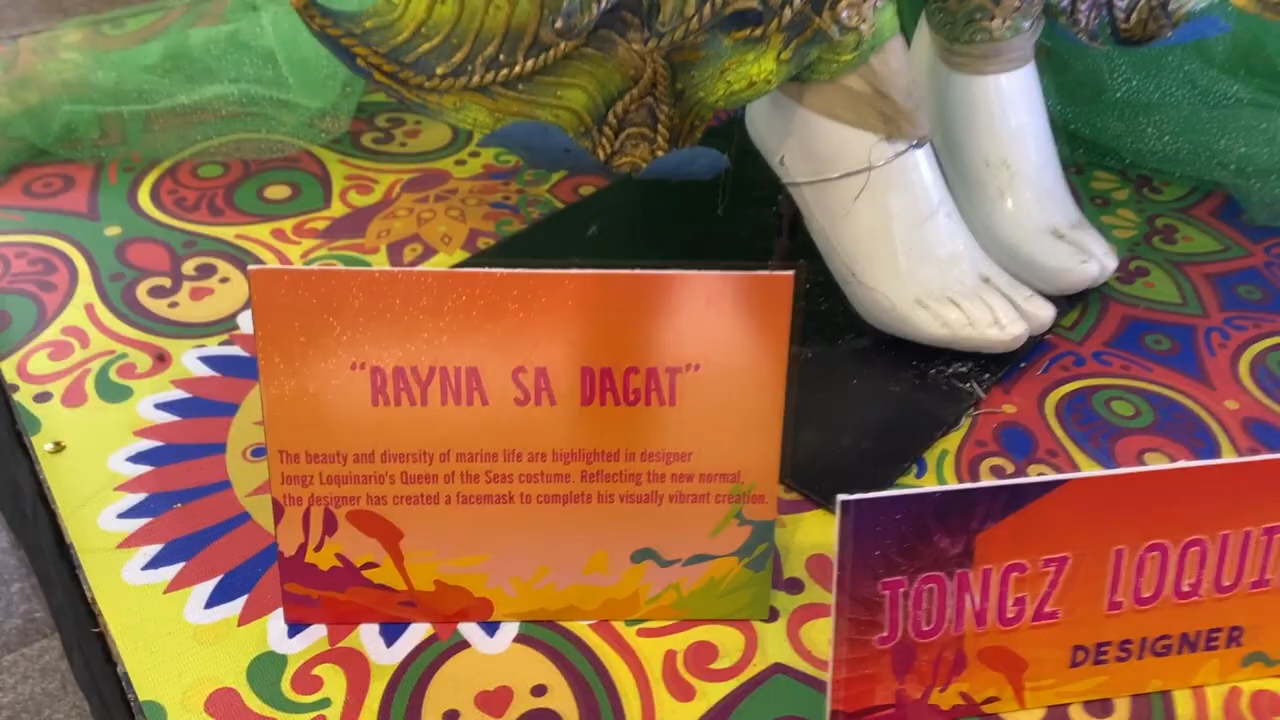 “RAYNA SA DAGAT”
The beauty and diversity of marine life are highlighted in designer
Jongz Loquinario's Queen of the Seas costume. Reflecting the new normal,
the designer has created a facemask to complete his visually vibrant creation.
JONGZ LOQUI
DESIGNER